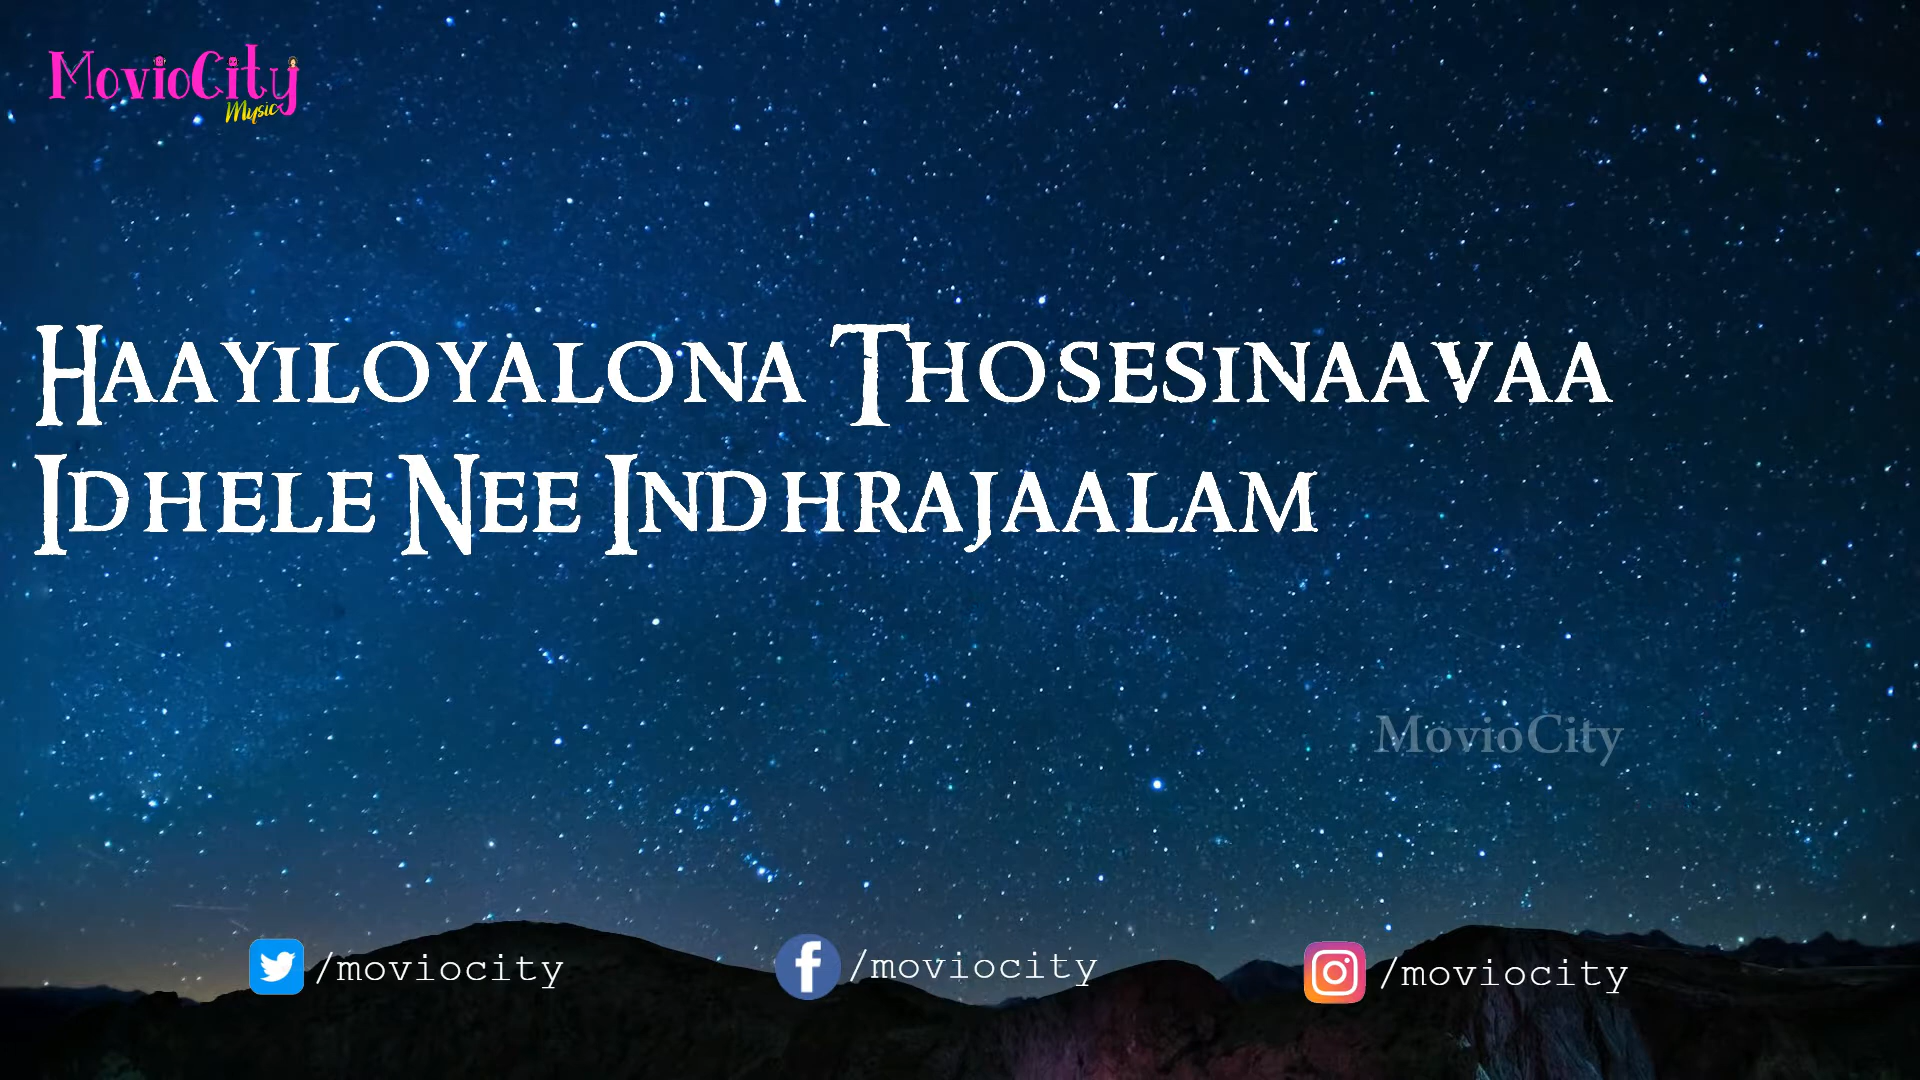 MovioCity
Music
Haayiloyalona Thosesinaavaa
Idhele Nee Indhrajaalam
MovioCity
/moviocity
/moviocity
/moviocity